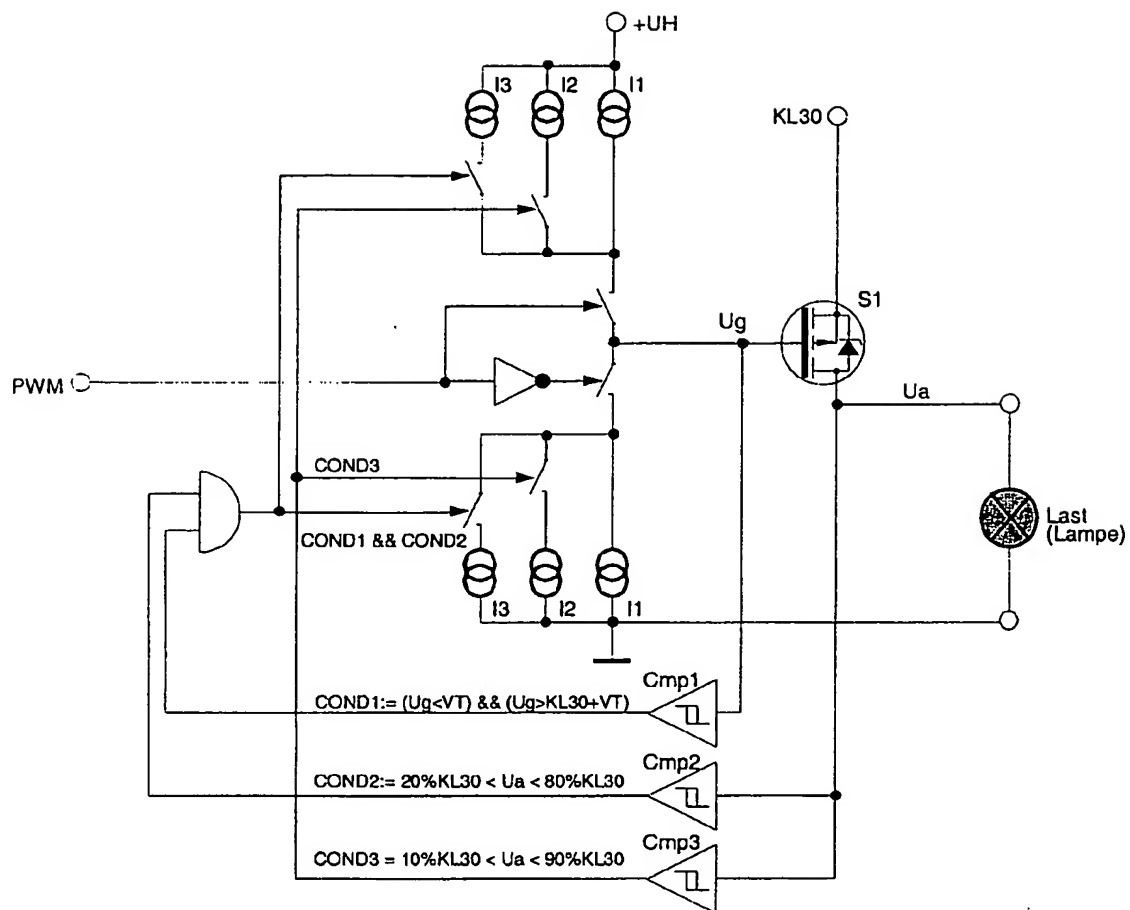 +UH
I3
I2
I1
KL30
S1
Ug
PWM
Ua
COND3
COND1 && COND2
Last
(Lampe)
I3
I2
I1
Cmp1
COND1:= (Ug<VT) && (Ug>KL30+VT)
Cmp2
COND2:= 20%KL30 < Ua < 80%KL30
Cmp3
COND3 = 10%KL30 < Ua < 90%KL30